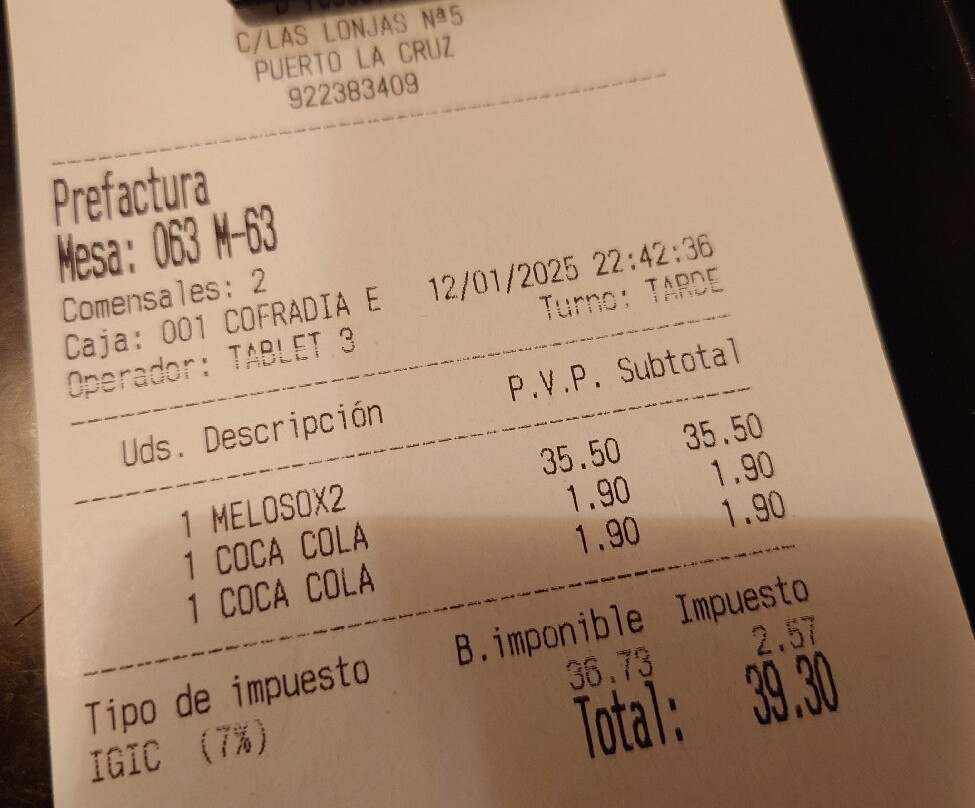 C/LAS LONJAS Nª5
PUERTO LA CRUZ
922383409
Prefactura
Mesa: 063 M-63
Comensales: 2
Caja: 001 COFRADIA E 12/01/2025 22:42:36
Operador: TABLET 3 Turno: TARDE
Uds. Descripción P.V.P. Subtotal
1 MELOSOX2 35.50 35.50
1 COCA COLA 1.90 1.90
1 COCA COLA 1.90 1.90
Tipo de impuesto B.imponible Impuesto
IGIC (7%) 36.73 2.57
Total: 39.30